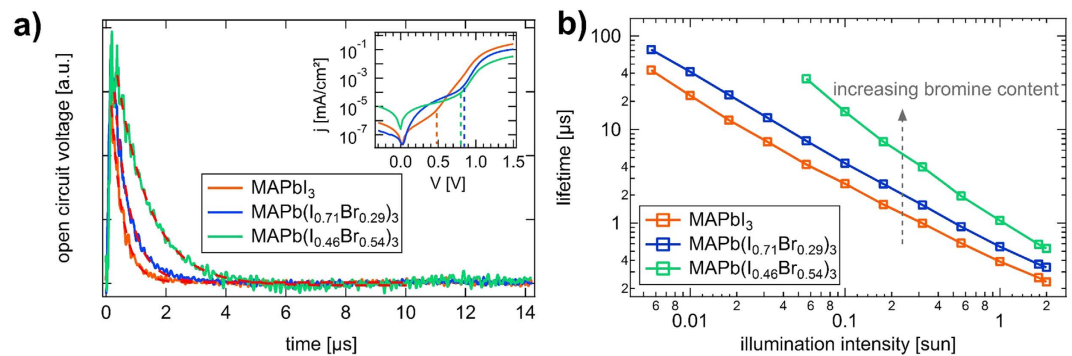 a)
open circuit voltage [a.u.]
0
2
4
6
8
10
12
14
time [µs]
j [mA/cm²]
10⁻¹
10⁻³
10⁻⁵
10⁻⁷
0.0
0.5
1.0
1.5
V [V]
MAPbI₃
MAPb(I₀.₇₁Br₀.₂₉)₃
MAPb(I₀.₄₆Br₀.₅₄)₃
b)
lifetime [µs]
100
4
2
10
4
2
1
4
2
increasing bromine content
MAPbI₃
MAPb(I₀.₇₁Br₀.₂₉)₃
MAPb(I₀.₄₆Br₀.₅₄)₃
6 8
0.01
2
4
6 8
0.1
2
4
6 8
1
2
illumination intensity [sun]